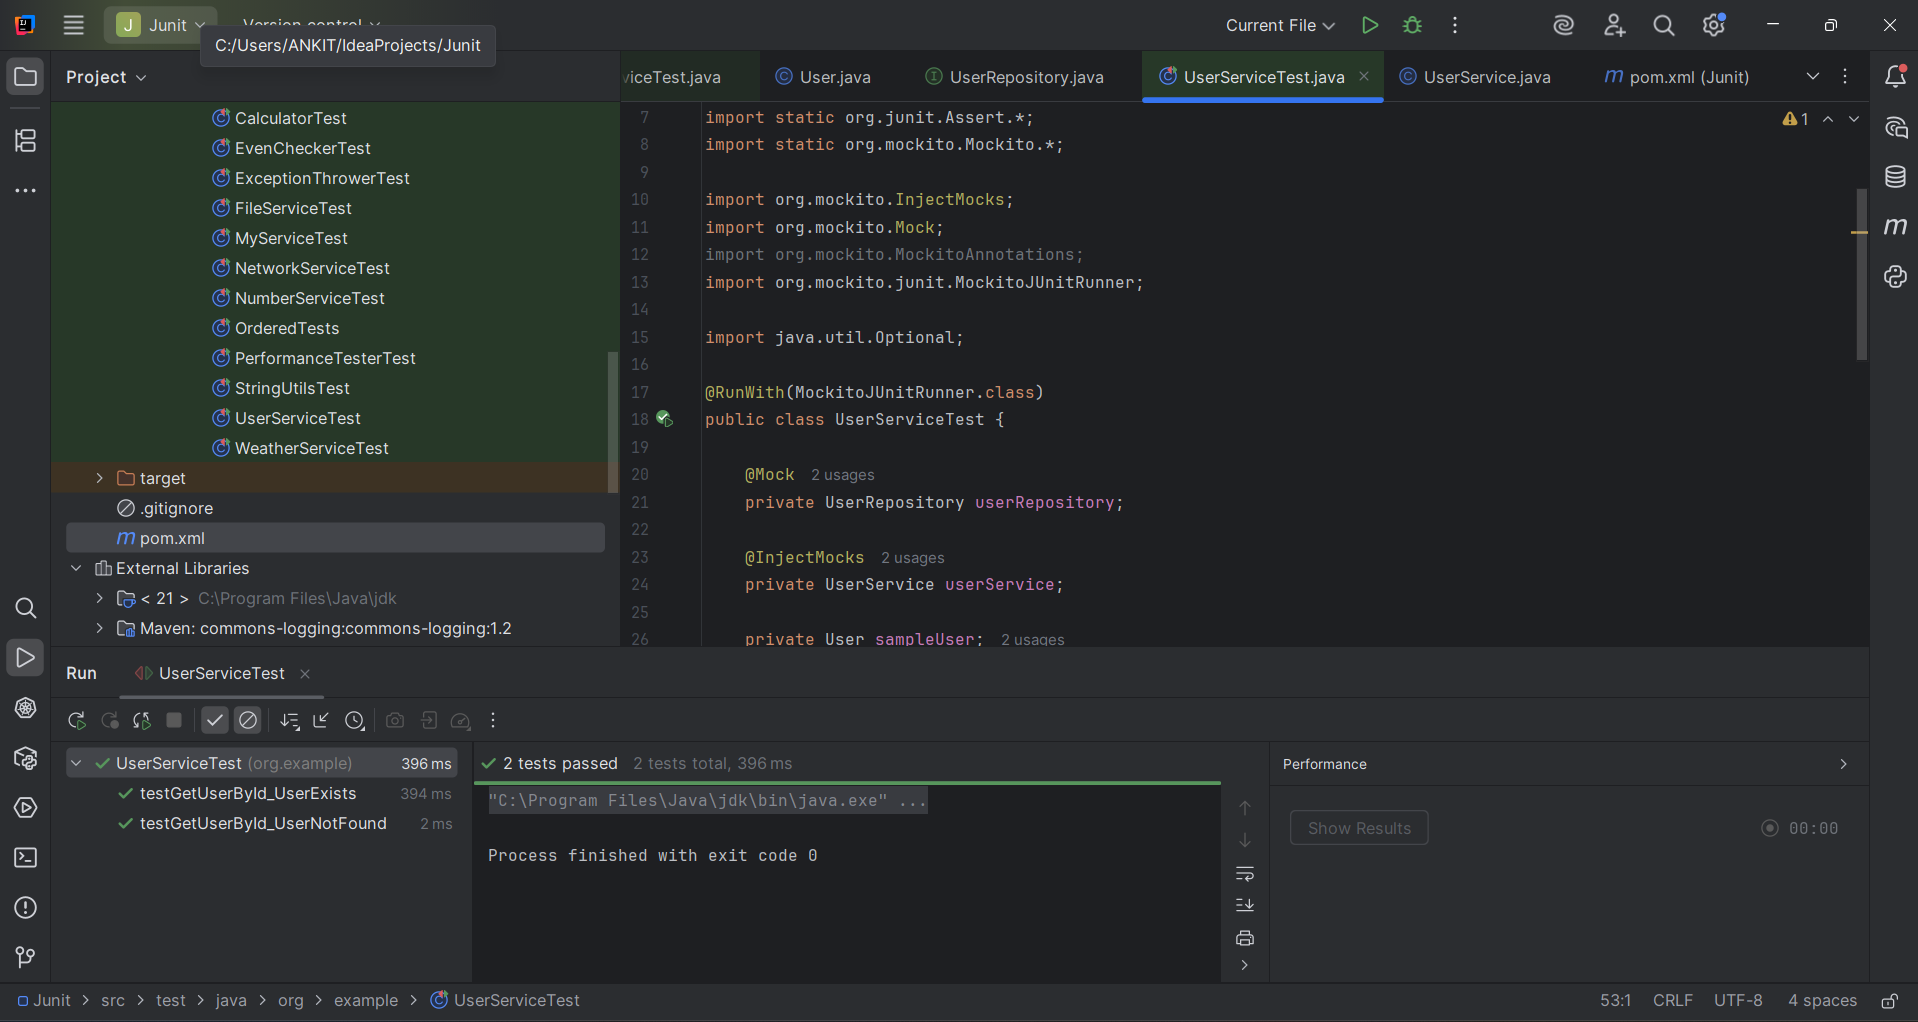 J Junit
Version control
Current File
C:/Users/ANKIT/IdeaProjects/Junit
Project
viceTest.java
User.java
UserRepository.java
UserServiceTest.java
UserService.java
pom.xml (Junit)
CalculatorTest
EvenCheckerTest
ExceptionThrowerTest
FileServiceTest
MyServiceTest
NetworkServiceTest
NumberServiceTest
OrderedTests
PerformanceTesterTest
StringUtilsTest
UserServiceTest
WeatherServiceTest
target
.gitignore
pom.xml
External Libraries
< 21 > C:\Program Files\Java\jdk
Maven: commons-logging:commons-logging:1.2
1
7 import static org.junit.Assert.*;
8 import static org.mockito.Mockito.*;
9
10 import org.mockito.InjectMocks;
11 import org.mockito.Mock;
12 import org.mockito.MockitoAnnotations;
13 import org.mockito.junit.MockitoJUnitRunner;
14
15 import java.util.Optional;
16
17 @RunWith(MockitoJUnitRunner.class)
18 public class UserServiceTest {
19
20 @Mock 2 usages
21 private UserRepository userRepository;
22
23 @InjectMocks 2 usages
24 private UserService userService;
25
26 private User sampleUser; 2 usages
Run
UserServiceTest
UserServiceTest (org.example) 396 ms
testGetUserById_UserExists 394 ms
testGetUserById_UserNotFound 2 ms
2 tests passed 2 tests total, 396 ms
"C:\Program Files\Java\jdk\bin\java.exe" ...
Process finished with exit code 0
Performance
Show Results
00:00
Junit > src > test > java > org > example > UserServiceTest
53:1 CRLF UTF-8 4 spaces